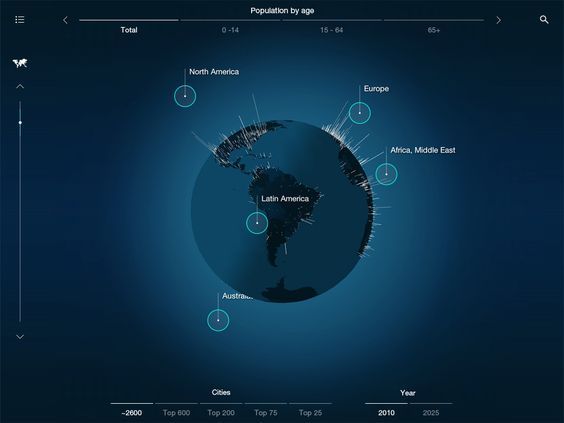 Population by age
Total
0 -14
15 - 64
65+
North America
Europe
Africa, Middle East
Latin America
Cities
~2600
Top 600
Top 200
Top 75
Top 25
Year
2010
2025